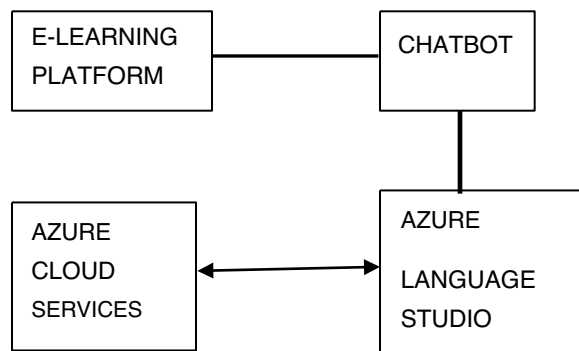 E-LEARNING
PLATFORM
CHATBOT
AZURE
CLOUD
SERVICES
AZURE
LANGUAGE
STUDIO